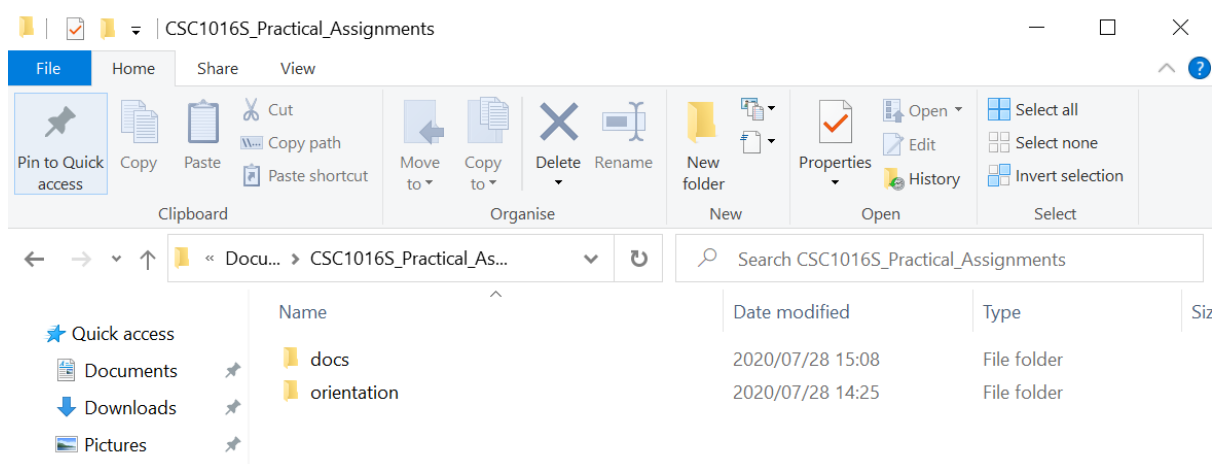 CSC1016S_Practical_Assignments
File Home Share View
Pin to Quick access
Copy
Paste
Cut
Copy path
Paste shortcut
Clipboard
Move to
Copy to
Delete
Rename
Organise
New folder
New
Properties
Open
Edit
History
Open
Select all
Select none
Invert selection
Select
« Docu... > CSC1016S_Practical_As...
Search CSC1016S_Practical_Assignments
Name Date modified Type Siz
Quick access
Documents
Downloads
Pictures
docs 2020/07/28 15:08 File folder
orientation 2020/07/28 14:25 File folder